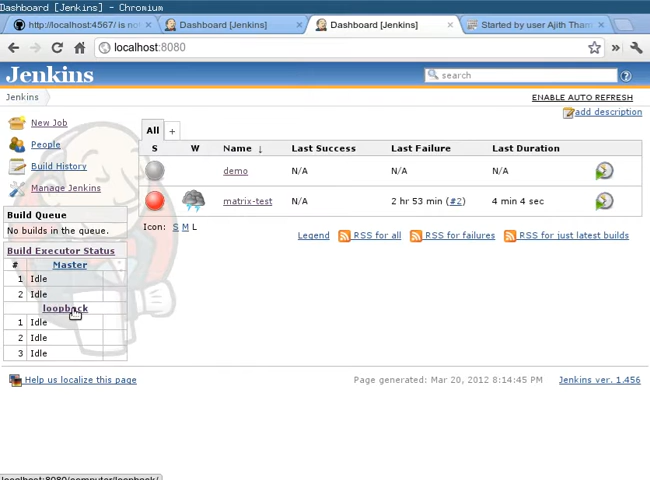 Dashboard [Jenkins] - Chromium
http://localhost:4567/ is no
Dashboard [Jenkins]
Dashboard [Jenkins]
Started by user Ajith Tham
localhost:8080
Jenkins
search
Jenkins
ENABLE AUTO REFRESH
add description
New Job
People
Build History
Manage Jenkins
Build Queue
No builds in the queue.
Build Executor Status
# Master
1 Idle
2 Idle
loopback
1 Idle
2 Idle
3 Idle
All +
S W Name ↓ Last Success Last Failure Last Duration
demo N/A N/A N/A
matrix-test N/A 2 hr 53 min (#2) 4 min 4 sec
Icon: S M L
Legend RSS for all RSS for failures RSS for just latest builds
Help us localize this page
Page generated: Mar 20, 2012 8:14:45 PM
Jenkins ver. 1.456
localhost:8080/computer/loopback/